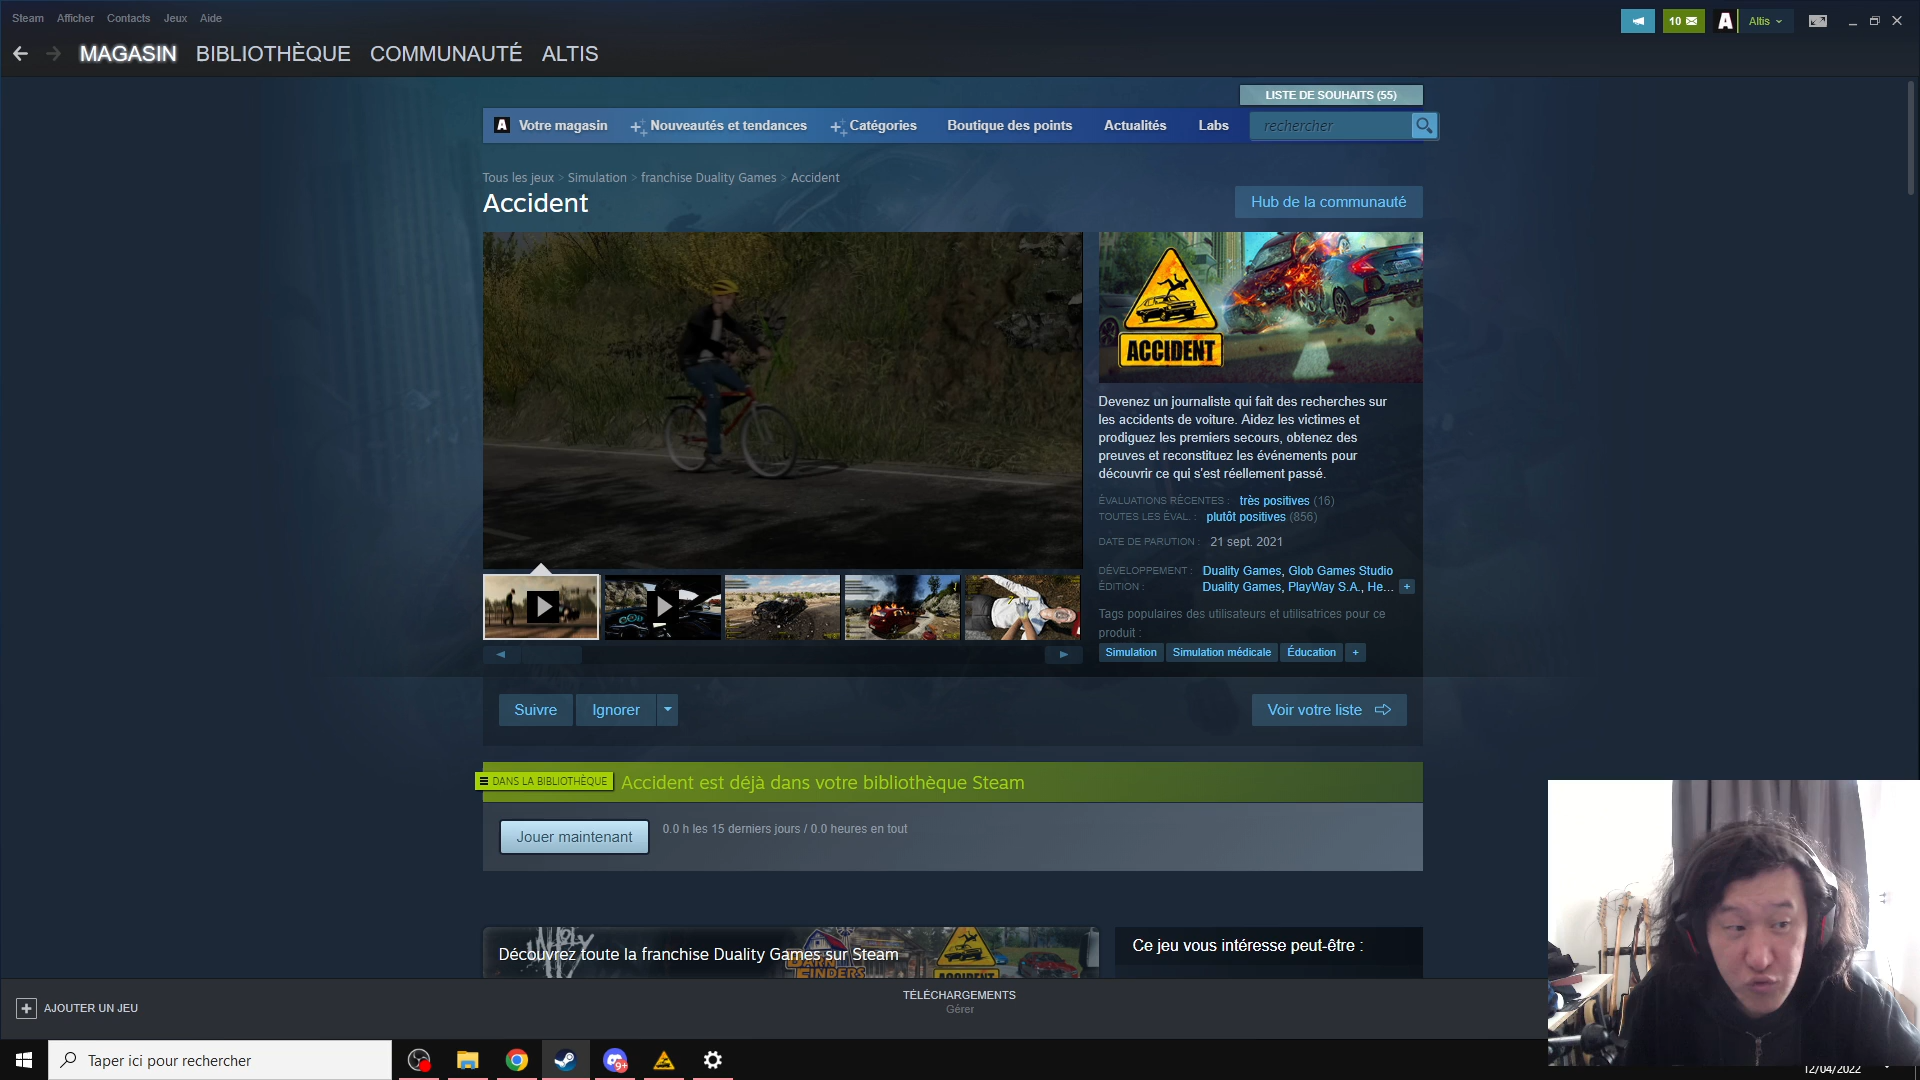 Steam Afficher Contacts Jeux Aide
10 Altis
MAGASIN BIBLIOTHÈQUE COMMUNAUTÉ ALTIS
LISTE DE SOUHAITS (55)
Votre magasin Nouveautés et tendances Catégories Boutique des points Actualités Labs rechercher
Tous les jeux > Simulation > franchise Duality Games > Accident
Accident
Hub de la communauté
ACCIDENT
Devenez un journaliste qui fait des recherches sur
les accidents de voiture. Aidez les victimes et
prodiguez les premiers secours, obtenez des
preuves et reconstituez les événements pour
découvrir ce qui s'est réellement passé.
ÉVALUATIONS RÉCENTES : très positives (16)
TOUTES LES ÉVAL. : plutôt positives (856)
DATE DE PARUTION : 21 sept. 2021
DÉVELOPPEMENT : Duality Games, Glob Games Studio
ÉDITION : Duality Games, PlayWay S.A., He... +
Tags populaires des utilisateurs et utilisatrices pour ce
produit :
Simulation Simulation médicale Éducation +
Suivre Ignorer
Voir votre liste
DANS LA BIBLIOTHÈQUE Accident est déjà dans votre bibliothèque Steam
Jouer maintenant 0.0 h les 15 derniers jours / 0.0 heures en tout
Découvrez toute la franchise Duality Games sur Steam
BARN
FINDERS
ACCIDENT
Ce jeu vous intéresse peut-être :
AJOUTER UN JEU
TÉLÉCHARGEMENTS
Gérer
Taper ici pour rechercher
9+
12/04/2022